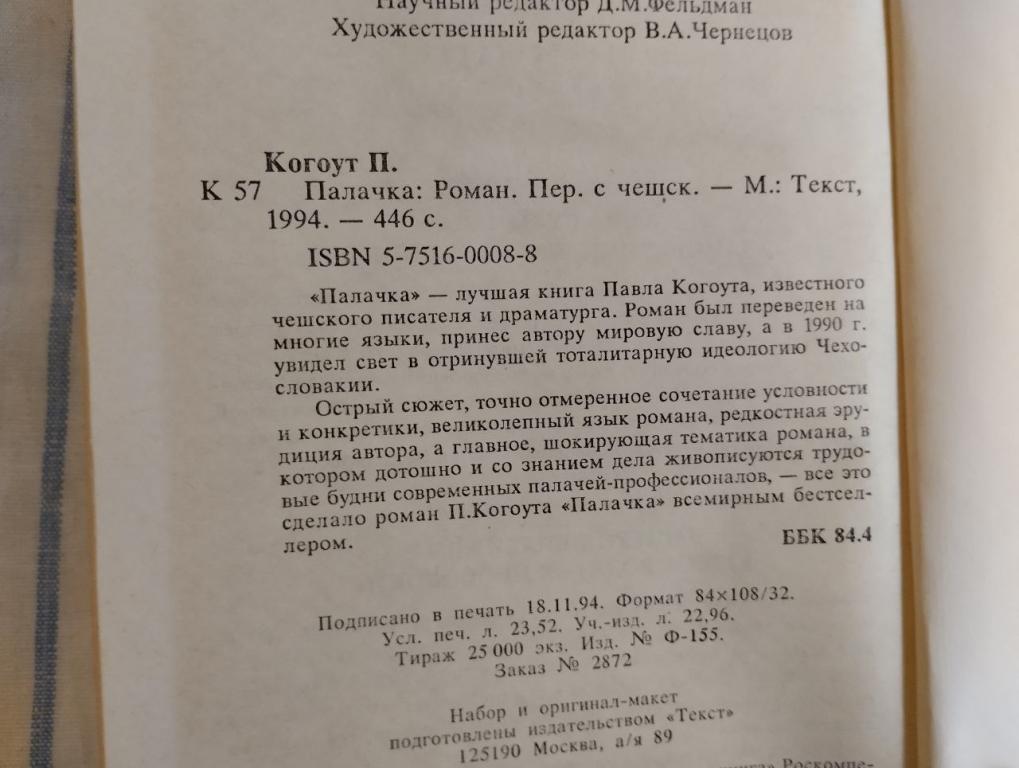 Научный редактор Д.М.Фельдман
Художественный редактор В.А.Чернецов
Когоут П.
К 57 Палачка: Роман. Пер. с чешск. — М.: Текст,
1994. — 446 с.
ISBN 5-7516-0008-8
«Палачка» — лучшая книга Павла Когоута, известного
чешского писателя и драматурга. Роман был переведен на
многие языки, принес автору мировую славу, а в 1990 г.
увидел свет в отринувшей тоталитарную идеологию Чехо-
словакии.
Острый сюжет, точно отмеренное сочетание условности
и конкретики, великолепный язык романа, редкостная эру-
диция автора, а главное, шокирующая тематика романа, в
котором дотошно и со знанием дела живописуются трудо-
вые будни современных палачей-профессионалов, — все это
сделало роман П.Когоута «Палачка» всемирным бестсел-
лером.
ББК 84.4
Подписано в печать 18.11.94. Формат 84×108/32.
Усл. печ. л. 23,52. Уч.-изд. л. 22,96.
Тираж 25 000 экз. Изд. № Ф-155.
Заказ № 2872
Набор и оригинал-макет
подготовлены издательством «Текст»
125190 Москва, а/я 89
Роскомпе-